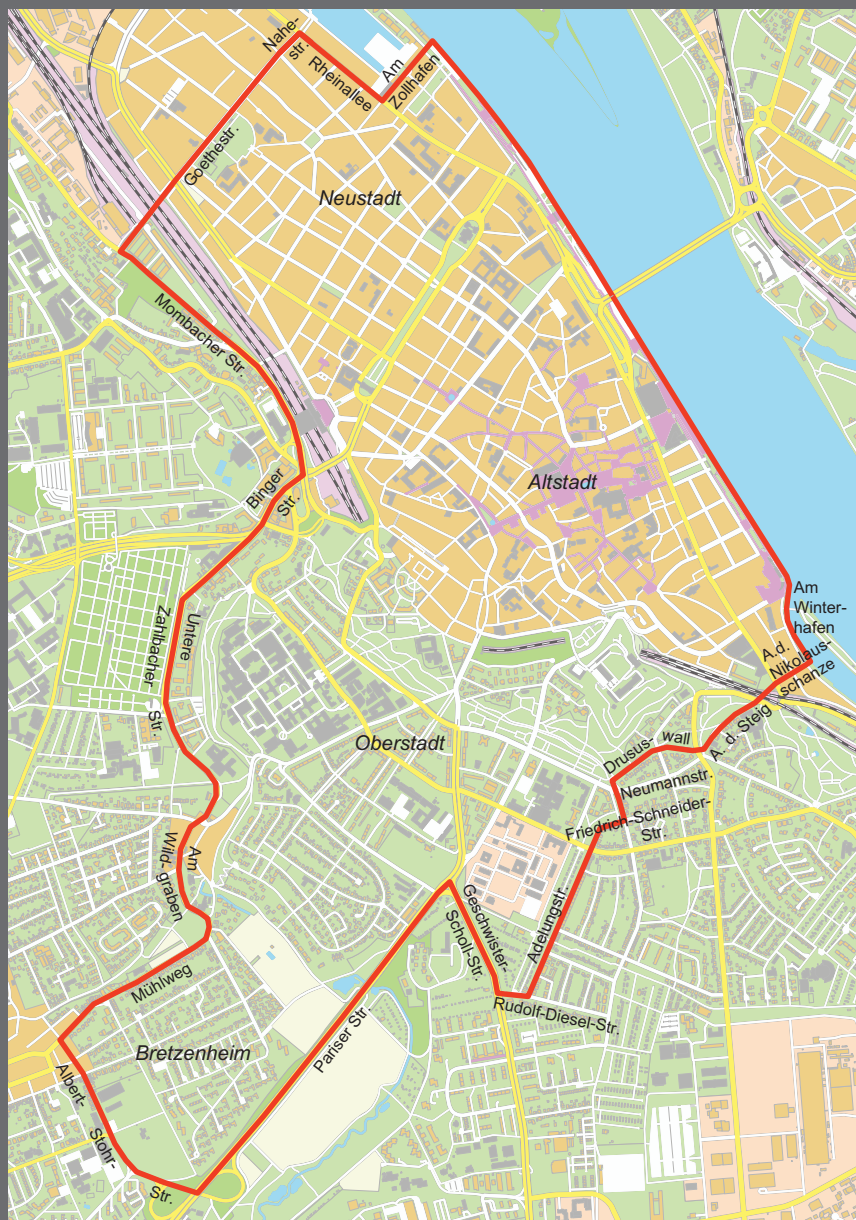 Nahe-
str.
Rheinallee
Am
Zollhafen
Goethestr.
Neustadt
Mombacher Str.
Binger
Str.
Altstadt
Am
Winter-
hafen
A.d.
Nikolaus-
schanze
Untere
Zahlbacher Str.
A. d. Steig
Drusus- wall
Oberstadt
Neumannstr.
Friedrich-Schneider-
Str.
Am
Wild- graben
Geschwister-
Scholl-Str.
Adelungstr.
Mühlweg
Rudolf-Diesel-Str.
Pariser Str.
Bretzenheim
Albert-
Stohr-
Str.